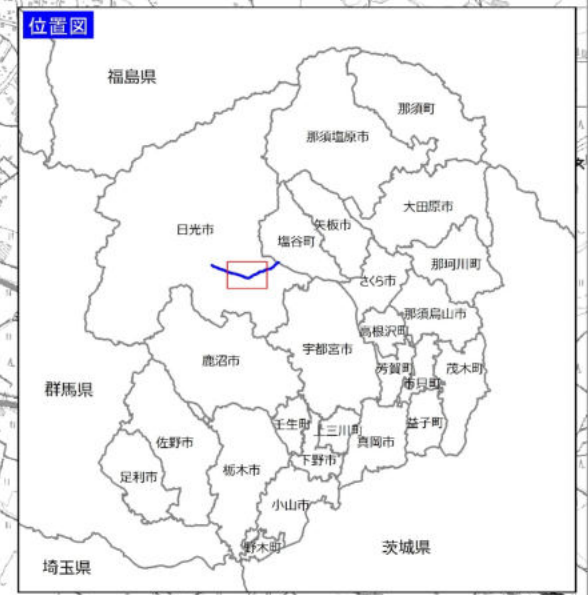 位置図
福島県
那須町
那須塩原市
大田原市
矢板市
日光市
塩谷町
那珂川町
さくら市
那須烏山市
高根沢町
宇都宮市
鹿沼市
芳賀町
茂木町
市貝町
群馬県
壬生町
上三川町
益子町
真岡市
佐野市
下野市
栃木市
足利市
小山市
野木町
茨城県
埼玉県